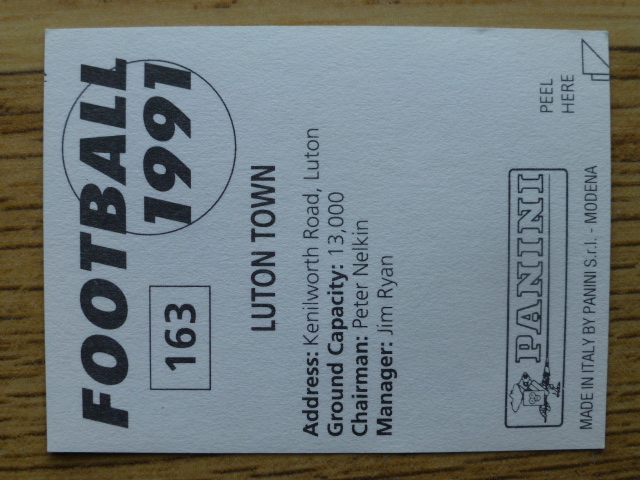 FOOTBALL
1991
163
LUTON TOWN
Address: Kenilworth Road, Luton
Ground Capacity: 13,000
Chairman: Peter Nelkin
Manager: Jim Ryan
PANINI
MADE IN ITALY BY PANINI S.r.l. - MODENA
PEEL
HERE